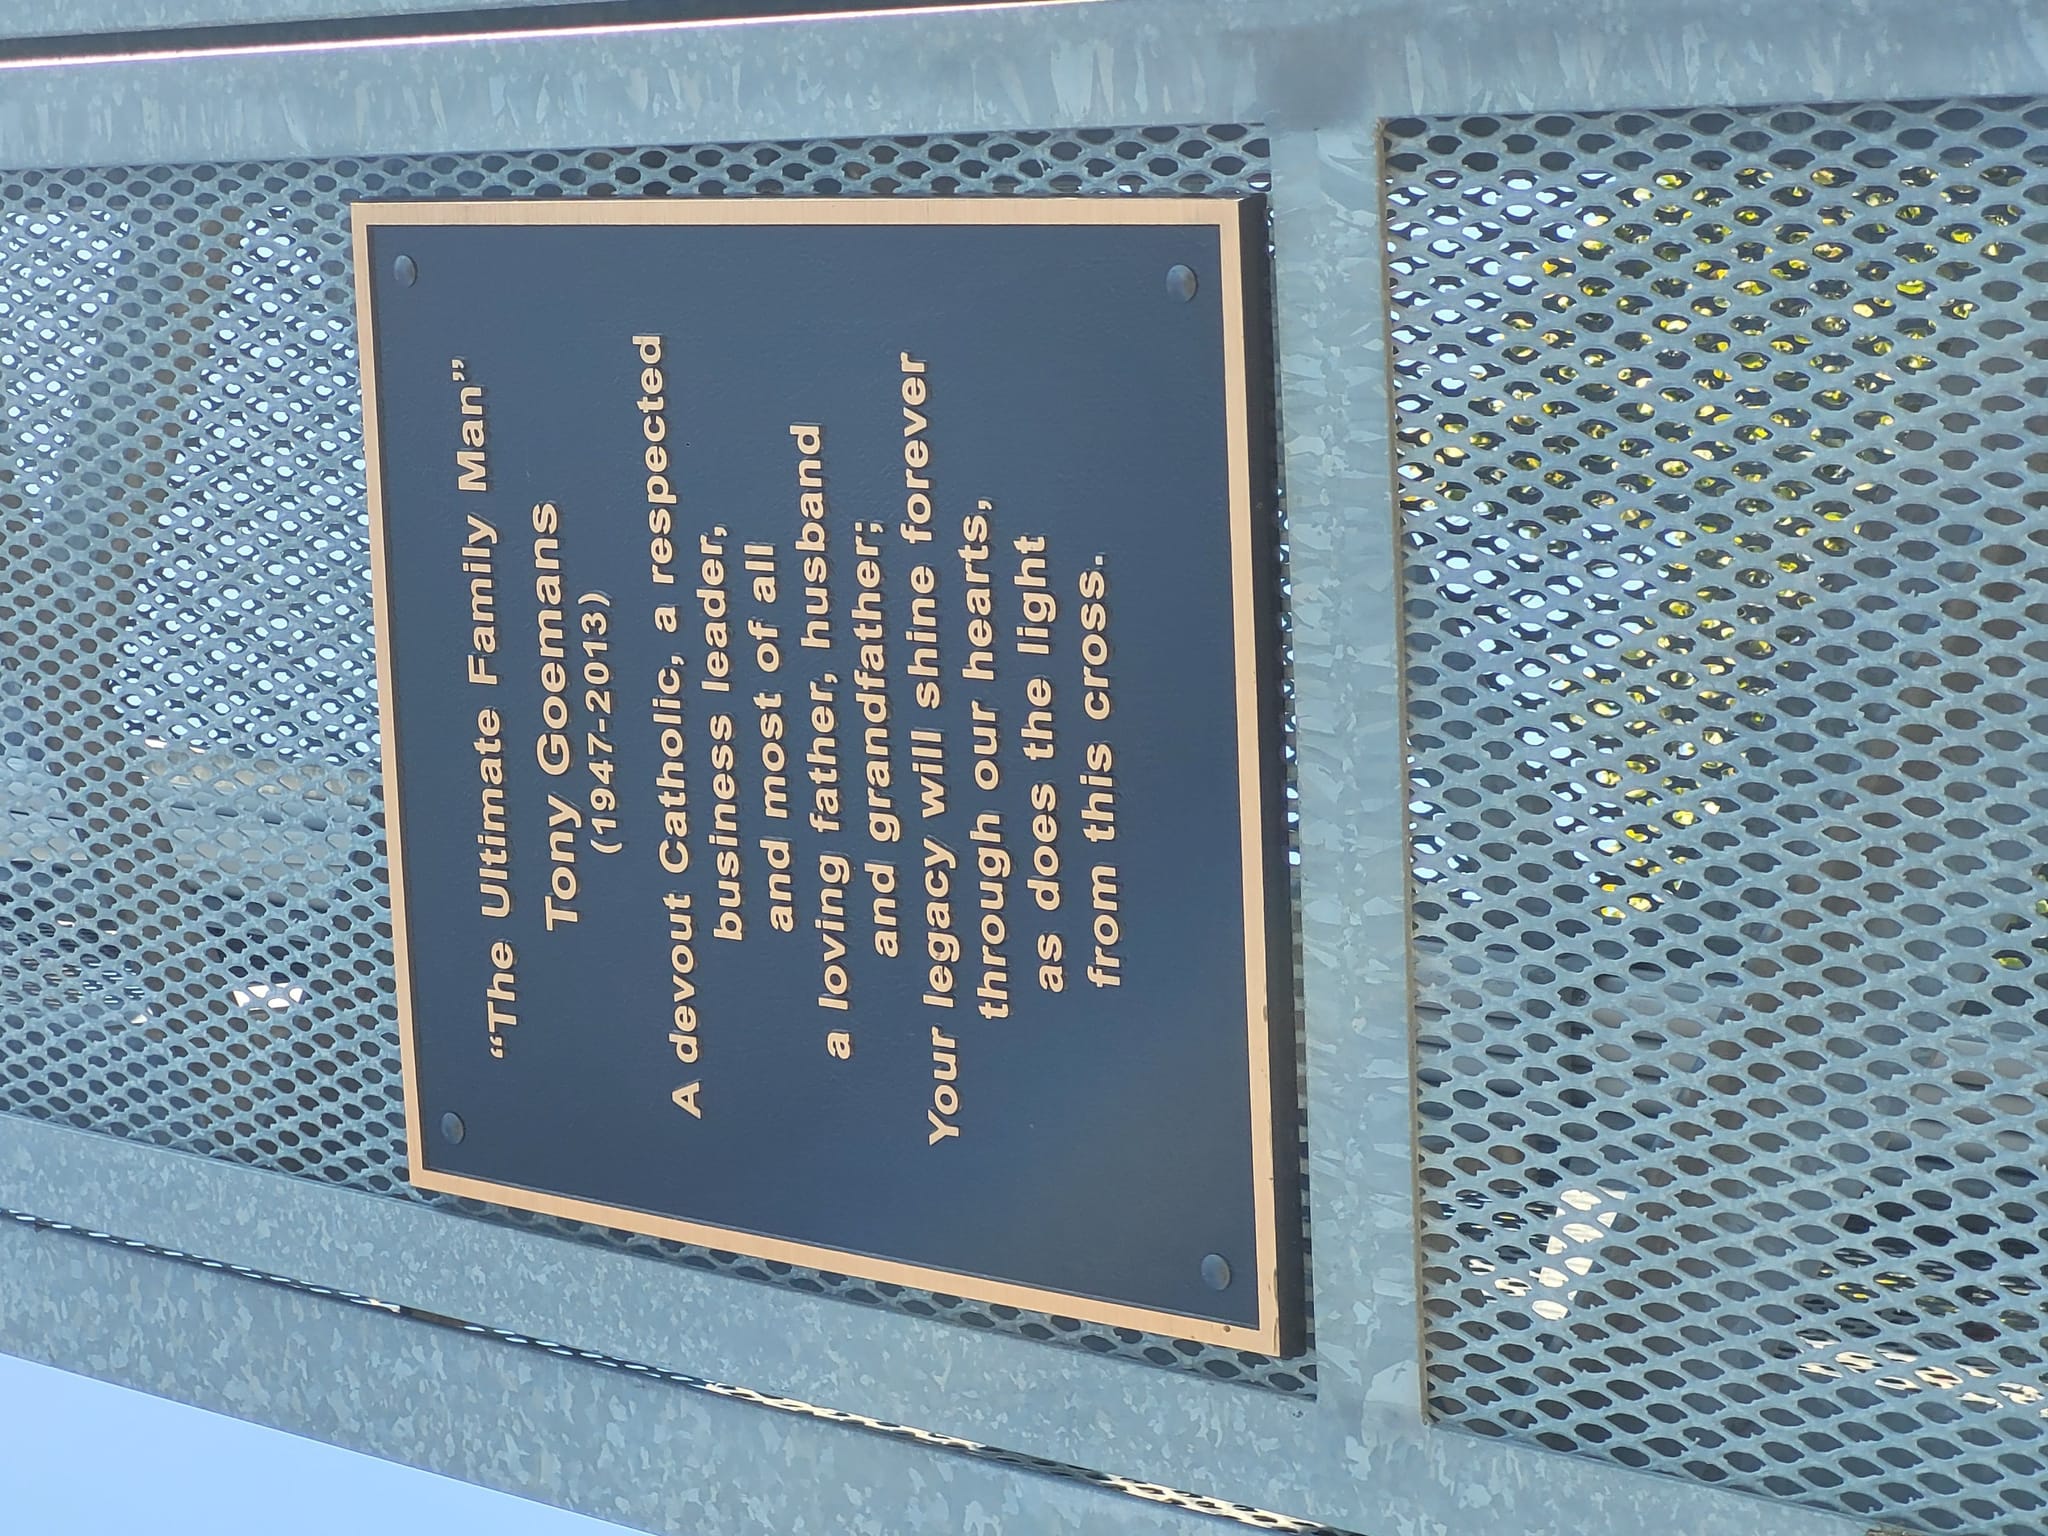 “The Ultimate Family Man”
Tony Goemans
(1947-2013)
A devout Catholic, a respected
business leader,
and most of all
a loving father, husband
and grandfather;
Your legacy will shine forever
through our hearts,
as does the light
from this cross.